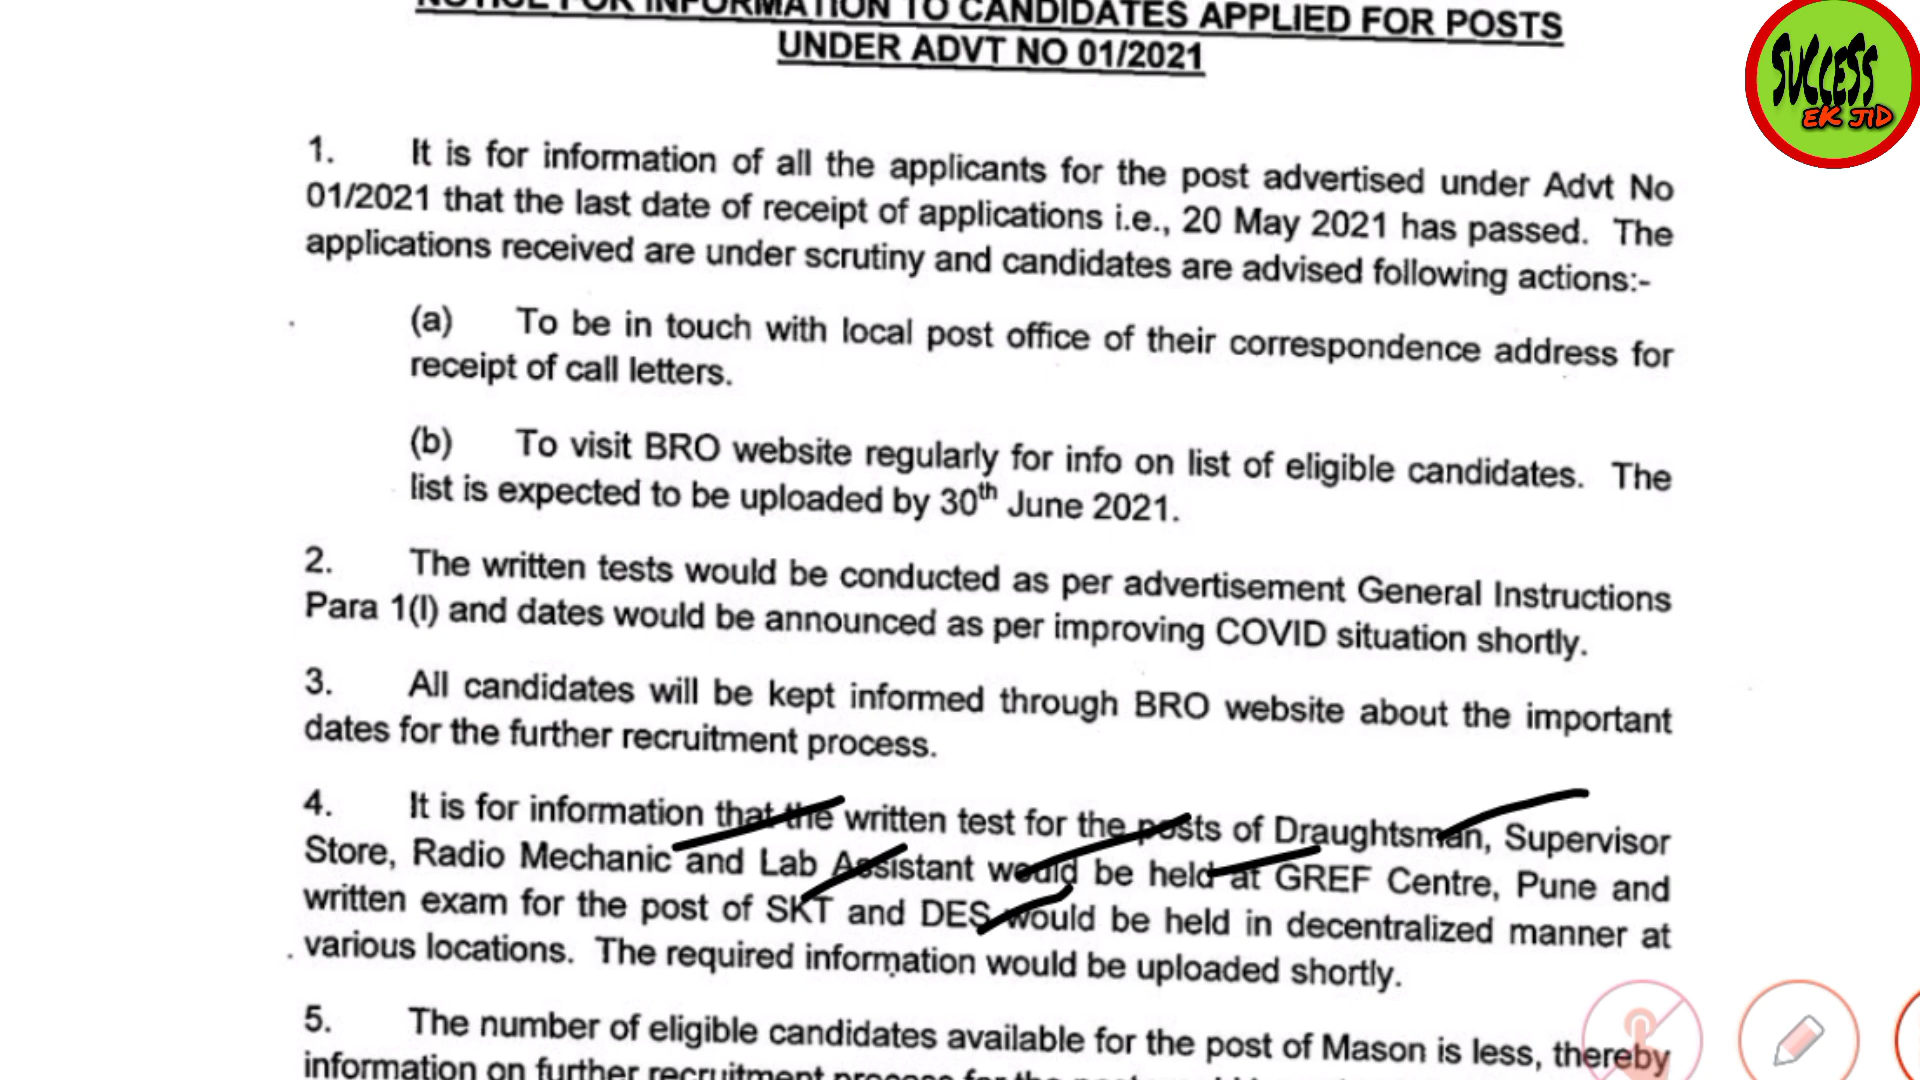 NOTICE FOR INFORMATION TO CANDIDATES APPLIED FOR POSTS
UNDER ADVT NO 01/2021
SUCCESS
EK JID
1. It is for information of all the applicants for the post advertised under Advt No
01/2021 that the last date of receipt of applications i.e., 20 May 2021 has passed. The
applications received are under scrutiny and candidates are advised following actions:-
(a) To be in touch with local post office of their correspondence address for
receipt of call letters.
(b) To visit BRO website regularly for info on list of eligible candidates. The
list is expected to be uploaded by 30th June 2021.
2. The written tests would be conducted as per advertisement General Instructions
Para 1(l) and dates would be announced as per improving COVID situation shortly.
3. All candidates will be kept informed through BRO website about the important
dates for the further recruitment process.
4. It is for information that the written test for the posts of Draughtsman, Supervisor
Store, Radio Mechanic and Lab Assistant would be held at GREF Centre, Pune and
written exam for the post of SKT and DES would be held in decentralized manner at
various locations. The required information would be uploaded shortly.
5. The number of eligible candidates available for the post of Mason is less, thereby
information on further recruitment process for the post